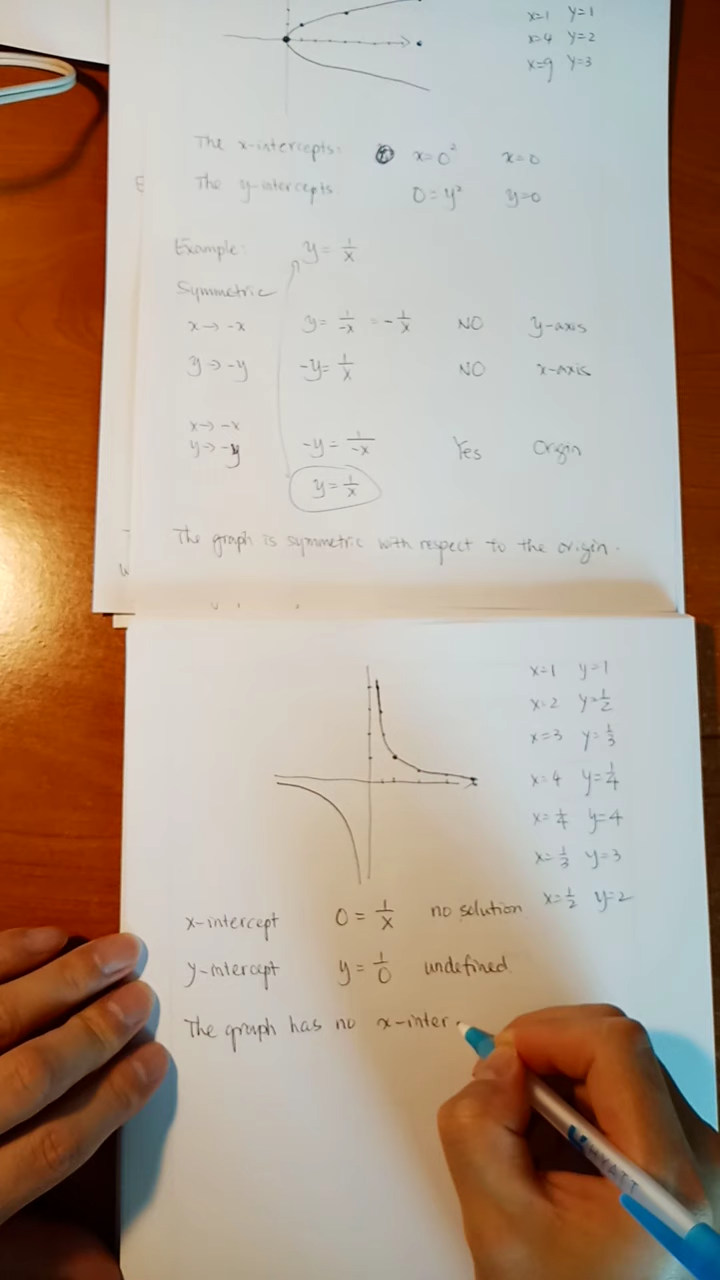 x=1 y=1
x=4 y=2
x=9 y=3
The x-intercepts: x=0² x=0
The y-intercepts 0=y² y=0
Example: y = 1/x
Symmetric
x → -x y = 1/-x = -1/x NO y-axis
y → -y -y = 1/x NO x-axis
x → -x
y → -y -y = 1/-x Yes Origin
y = 1/x
The graph is symmetric with respect to the origin.
x=1 y=1
x=2 y=1/2
x=3 y=1/3
x=4 y=1/4
x=1/4 y=4
x=1/3 y=3
x=1/2 y=2
x-intercept 0 = 1/x no solution
y-intercept y = 1/0 undefined
The graph has no x-inter
HYATT